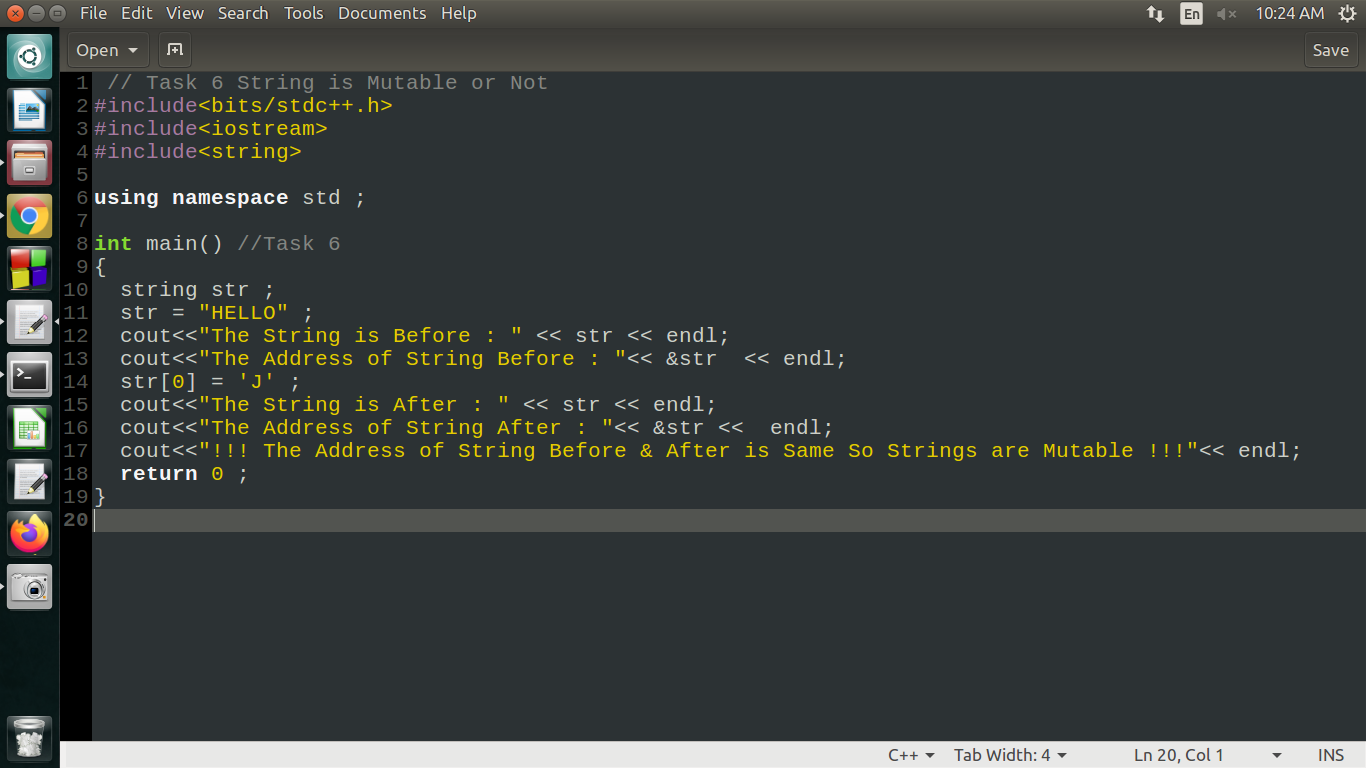 File Edit View Search Tools Documents Help En 10:24 AM
Open Save
1 // Task 6 String is Mutable or Not
2 #include<bits/stdc++.h>
3 #include<iostream>
4 #include<string>
5
6 using namespace std ;
7
8 int main() //Task 6
9 {
10   string str ;
11   str = "HELLO" ;
12   cout<<"The String is Before : " << str << endl;
13   cout<<"The Address of String Before : "<< &str  << endl;
14   str[0] = 'J' ;
15   cout<<"The String is After : " << str << endl;
16   cout<<"The Address of String After : "<< &str <<  endl;
17   cout<<"!!! The Address of String Before & After is Same So Strings are Mutable !!!"<< endl;
18   return 0 ;
19 }
20
C++ Tab Width: 4 Ln 20, Col 1 INS